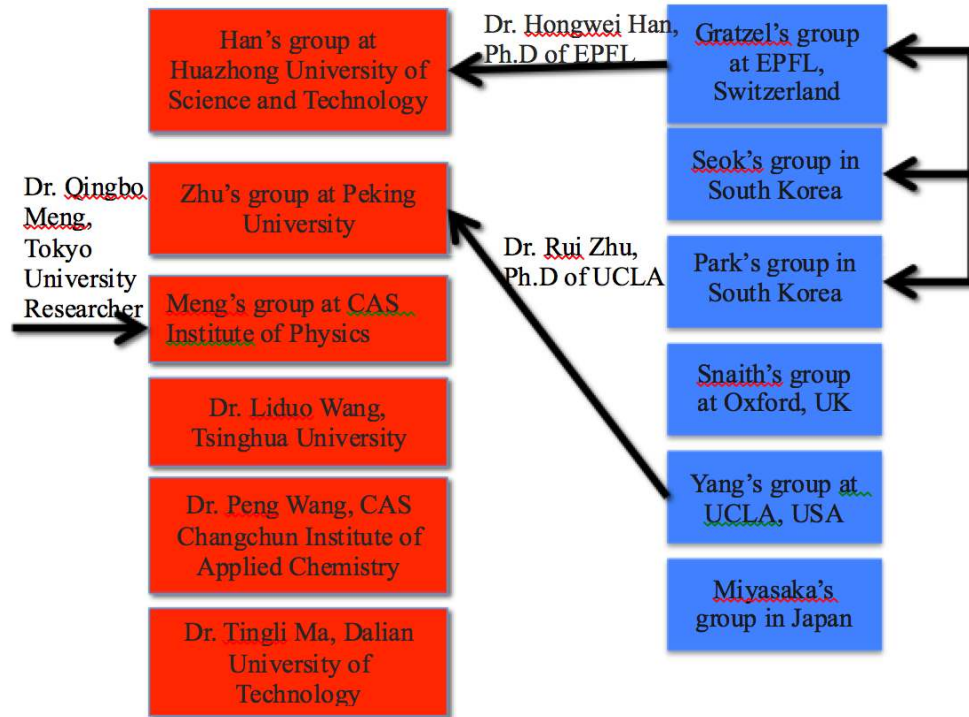 Han's group at
Huazhong University of
Science and Technology
Dr. Hongwei Han,
Ph.D of EPFL
Gratzel's group
at EPFL,
Switzerland
Seok's group in
South Korea
Dr. Qingbo
Meng,
Tokyo
University
Researcher
Zhu's group at Peking
University
Dr. Rui Zhu,
Ph.D of UCLA
Park's group in
South Korea
Meng's group at CAS
Institute of Physics
Snaith's group
at Oxford, UK
Dr. Liduo Wang,
Tsinghua University
Yang's group at
UCLA, USA
Dr. Peng Wang, CAS
Changchun Institute of
Applied Chemistry
Miyasaka's
group in Japan
Dr. Tingli Ma, Dalian
University of
Technology